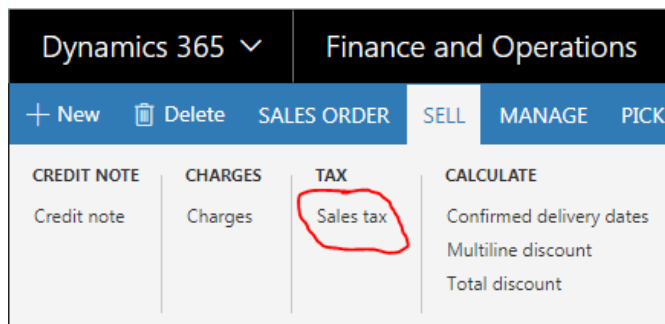 Dynamics 365 Finance and Operations
New Delete SALES ORDER SELL MANAGE PICK
CREDIT NOTE CHARGES TAX CALCULATE
Credit note Charges Sales tax Confirmed delivery dates
Multiline discount
Total discount